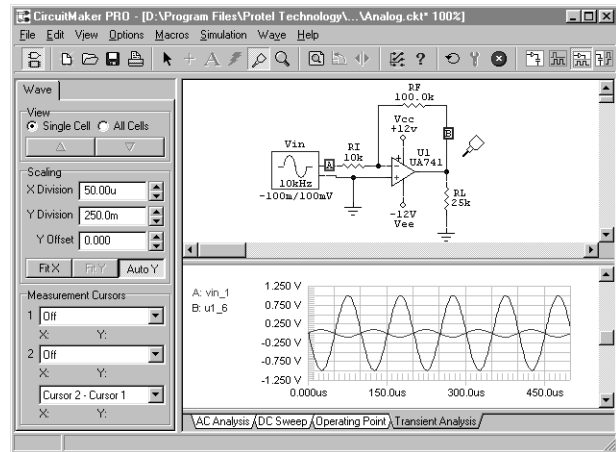 CircuitMaker PRO - [D:\Program Files\Protel Technology\...\Analog.ckt* 100%]
File Edit View Options Macros Simulation Wave Help
Wave
View
Single Cell All Cells
Scaling
X Division 50.00u
Y Division 250.0m
Y Offset 0.000
Fit X Fit Y Auto Y
Measurement Cursors
1 Off
X: Y:
2 Off
X: Y:
Cursor 2 - Cursor 1
X: Y:
RF
100.0k
Vcc
+12v
B
Vin
A
RI
10k
U1
UA741
10kHz
-100m/100mV
RL
25k
-12V
Vee
A: vin_1
B: u1_6
1.250 V
0.750 V
0.250 V
-0.250 V
-0.750 V
-1.250 V
0.000us 150.0us 300.0us 450.0us
AC Analysis DC Sweep Operating Point Transient Analysis